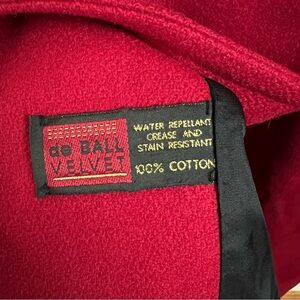 de BALL
VELVET
WATER REPELLANT
CREASE AND
STAIN RESISTANT
100% COTTON